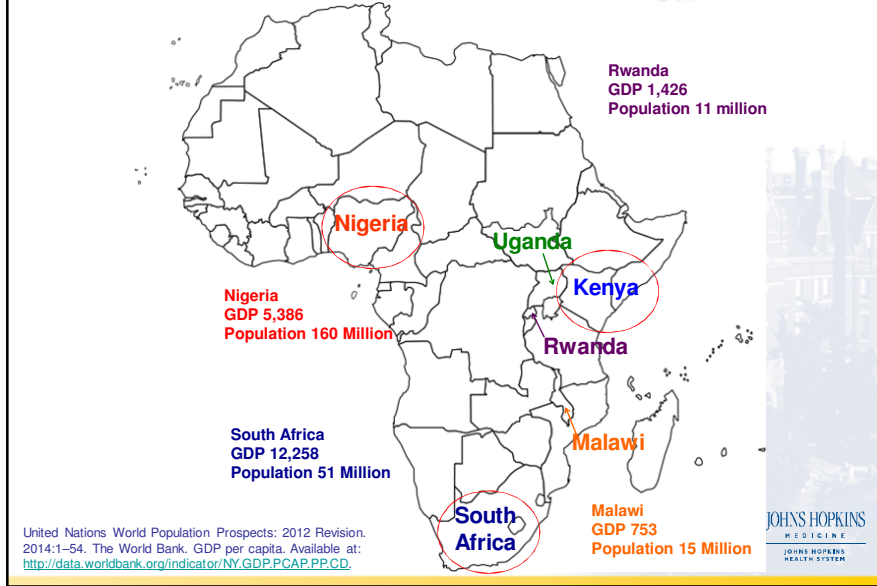 Rwanda
GDP 1,426
Population 11 million
Nigeria
Uganda
Kenya
Nigeria
GDP 5,386
Population 160 Million
Rwanda
South Africa
GDP 12,258
Population 51 Million
Malawi
South
Africa
Malawi
GDP 753
Population 15 Million
United Nations World Population Prospects: 2012 Revision.
2014:1–54. The World Bank. GDP per capita. Available at:
http://data.worldbank.org/indicator/NY.GDP.PCAP.PP.CD.
JOHNS HOPKINS
MEDICINE
JOHNS HOPKINS
HEALTH SYSTEM